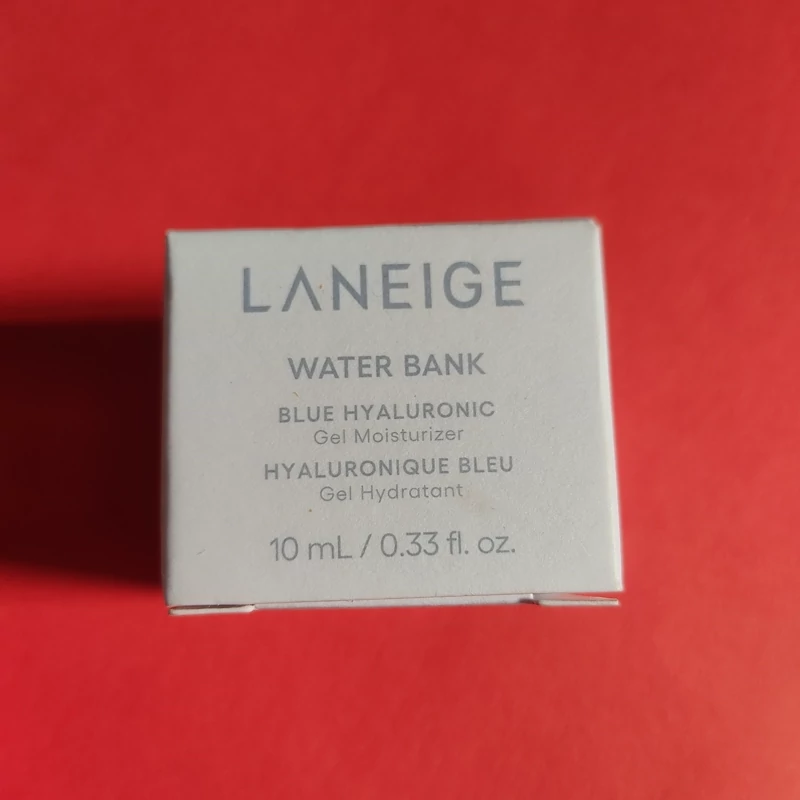 LANEIGE
WATER BANK
BLUE HYALURONIC
Gel Moisturizer
HYALURONIQUE BLEU
Gel Hydratant
10 mL / 0.33 fl. oz.